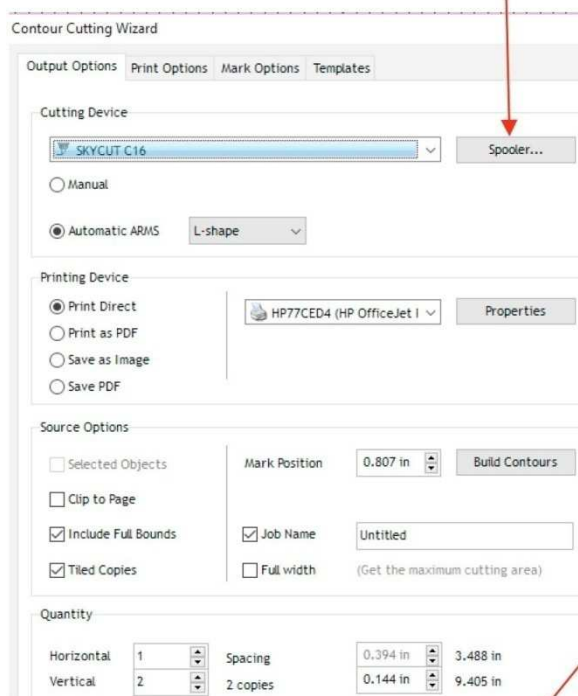 Contour Cutting Wizard
Output Options Print Options Mark Options Templates
Cutting Device
SKYCUT C16 Spooler...
Manual
Automatic ARMS L-shape
Printing Device
Print Direct HP77CED4 (HP OfficeJet Properties
Print as PDF
Save as Image
Save PDF
Source Options
Selected Objects Mark Position 0.807 in Build Contours
Clip to Page
Include Full Bounds Job Name Untitled
Tiled Copies Full width (Get the maximum cutting area)
Quantity
Horizontal 1 Spacing 0.394 in 3.488 in
Vertical 2 2 copies 0.144 in 9.405 in